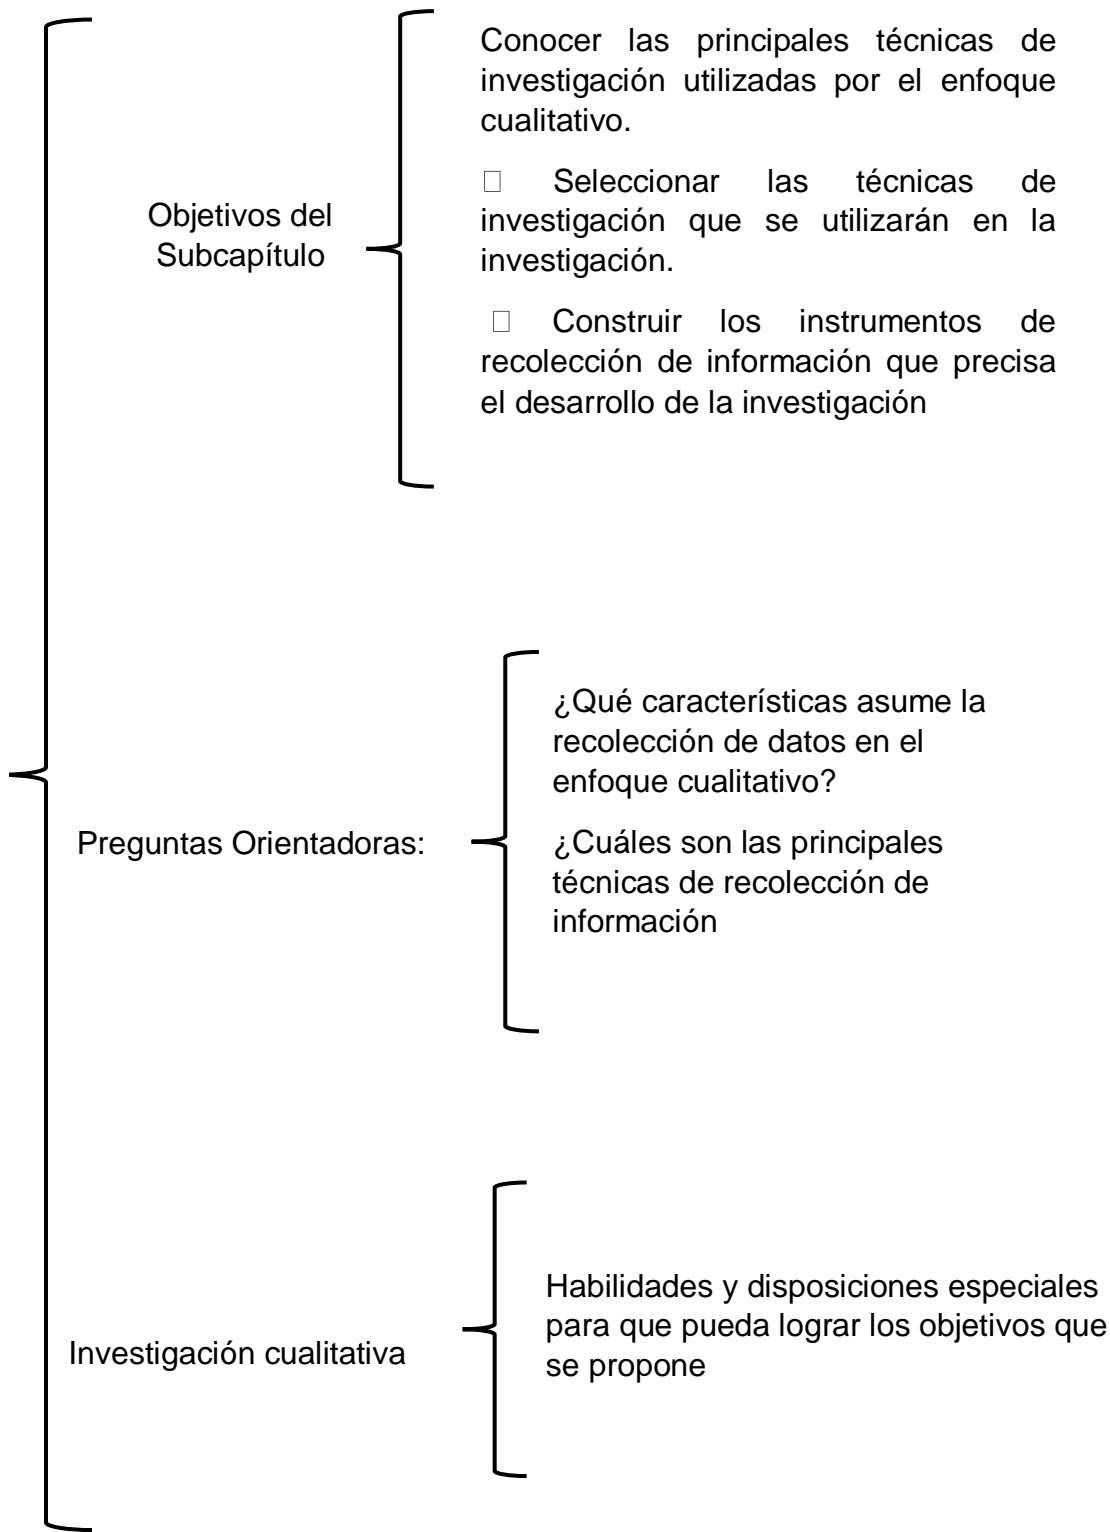 Objetivos del
Subcapítulo
Conocer las principales técnicas de
investigación utilizadas por el enfoque
cualitativo.
□ Seleccionar las técnicas de
investigación que se utilizarán en la
investigación.
□ Construir los instrumentos de
recolección de información que precisa
el desarrollo de la investigación
Preguntas Orientadoras:
¿Qué características asume la
recolección de datos en el
enfoque cualitativo?
¿Cuáles son las principales
técnicas de recolección de
información
Investigación cualitativa
Habilidades y disposiciones especiales
para que pueda lograr los objetivos que
se propone